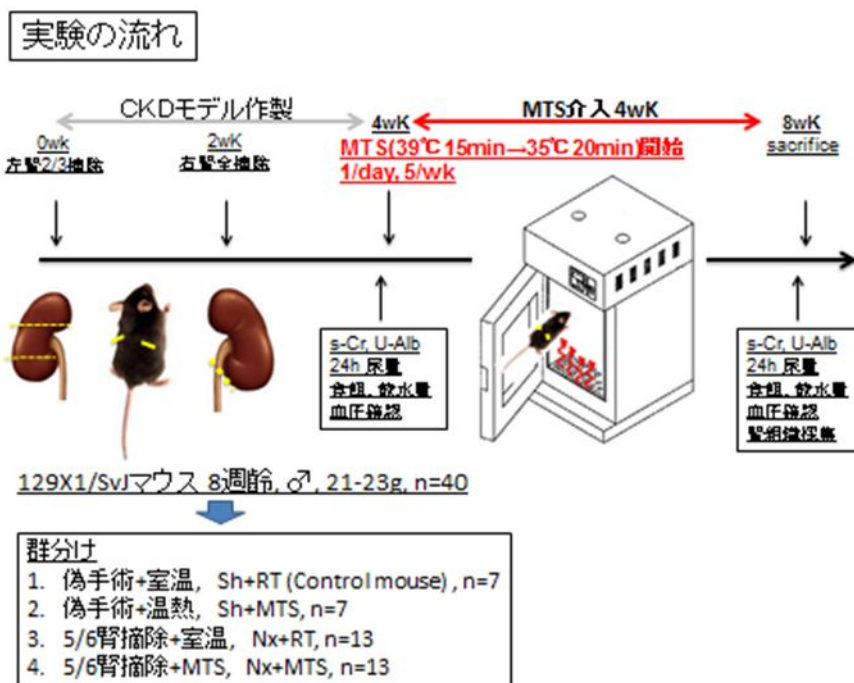 実験の流れ
CKDモデル作製
MTS介入 4wK
0wk
左腎2/3摘除
2wK
右腎全摘除
4wK
MTS(39℃ 15min→35℃ 20min)開始
1/day, 5/wk
8wK
sacrifice
s-Cr, U-Alb
24h 尿量
食餌、飲水量
血圧確認
s-Cr, U-Alb
24h 尿量
食餌、飲水量
血圧確認
腎組織採集
129X1/SvJマウス 8週齢, ♂, 21-23g, n=40
群分け
1. 偽手術+室温, Sh+RT (Control mouse) , n=7
2. 偽手術+温熱, Sh+MTS, n=7
3. 5/6腎摘除+室温, Nx+RT, n=13
4. 5/6腎摘除+MTS, Nx+MTS, n=13